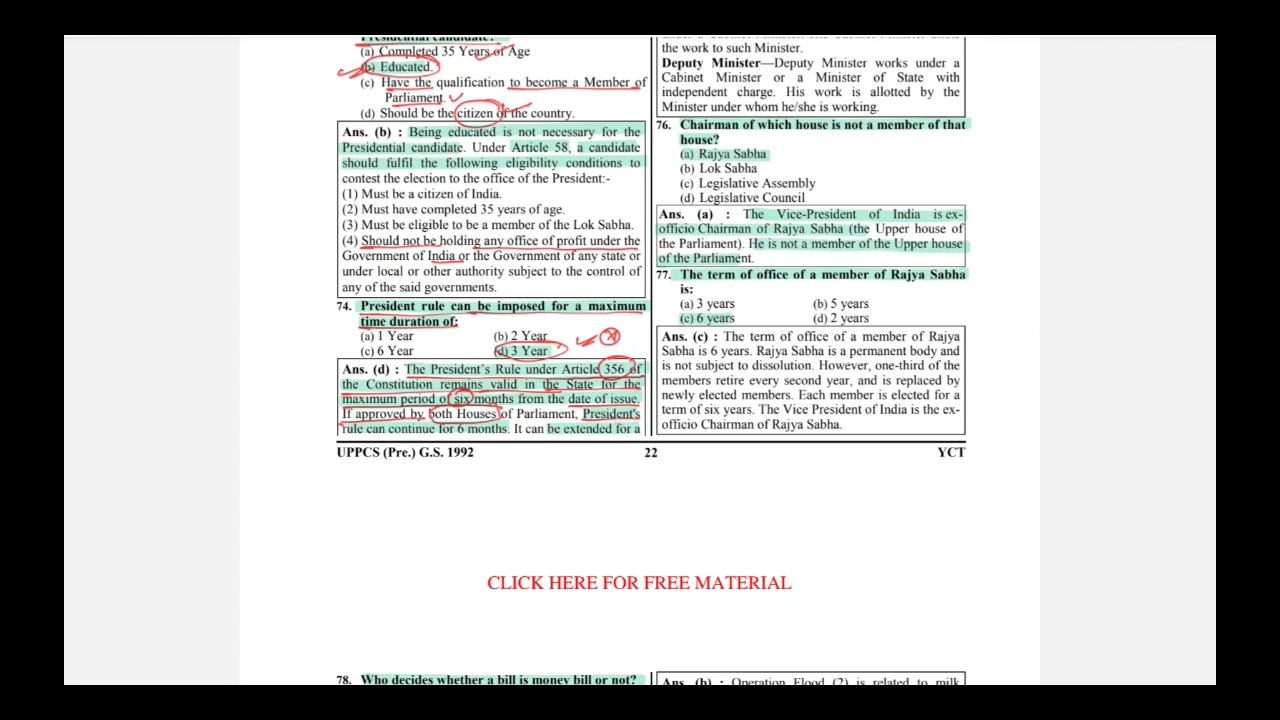 Presidential candidate?
(a) Completed 35 Years of Age
(b) Educated.
(c) Have the qualification to become a Member of
Parliament.
(d) Should be the citizen of the country.
Ans. (b) : Being educated is not necessary for the
Presidential candidate. Under Article 58, a candidate
should fulfil the following eligibility conditions to
contest the election to the office of the President:-
(1) Must be a citizen of India.
(2) Must have completed 35 years of age.
(3) Must be eligible to be a member of the Lok Sabha.
(4) Should not be holding any office of profit under the
Government of India or the Government of any state or
under local or other authority subject to the control of
any of the said governments.
74. President rule can be imposed for a maximum
time duration of:
(a) 1 Year (b) 2 Year
(c) 6 Year (d) 3 Year
Ans. (d) : The President's Rule under Article 356 of
the Constitution remains valid in the State for the
maximum period of six months from the date of issue.
If approved by both Houses of Parliament, President's
rule can continue for 6 months. It can be extended for a
the work to such Minister.
Deputy Minister—Deputy Minister works under a
Cabinet Minister or a Minister of State with
independent charge. His work is allotted by the
Minister under whom he/she is working.
76. Chairman of which house is not a member of that
house?
(a) Rajya Sabha
(b) Lok Sabha
(c) Legislative Assembly
(d) Legislative Council
Ans. (a) : The Vice-President of India is ex-
officio Chairman of Rajya Sabha (the Upper house of
the Parliament). He is not a member of the Upper house
of the Parliament.
77. The term of office of a member of Rajya Sabha
is:
(a) 3 years (b) 5 years
(c) 6 years (d) 2 years
Ans. (c) : The term of office of a member of Rajya
Sabha is 6 years. Rajya Sabha is a permanent body and
is not subject to dissolution. However, one-third of the
members retire every second year, and is replaced by
newly elected members. Each member is elected for a
term of six years. The Vice President of India is the ex-
officio Chairman of Rajya Sabha.
UPPCS (Pre.) G.S. 1992 22 YCT
CLICK HERE FOR FREE MATERIAL
78. Who decides whether a bill is money bill or not?
Ans. (b) : Operation Flood (2) is related to milk